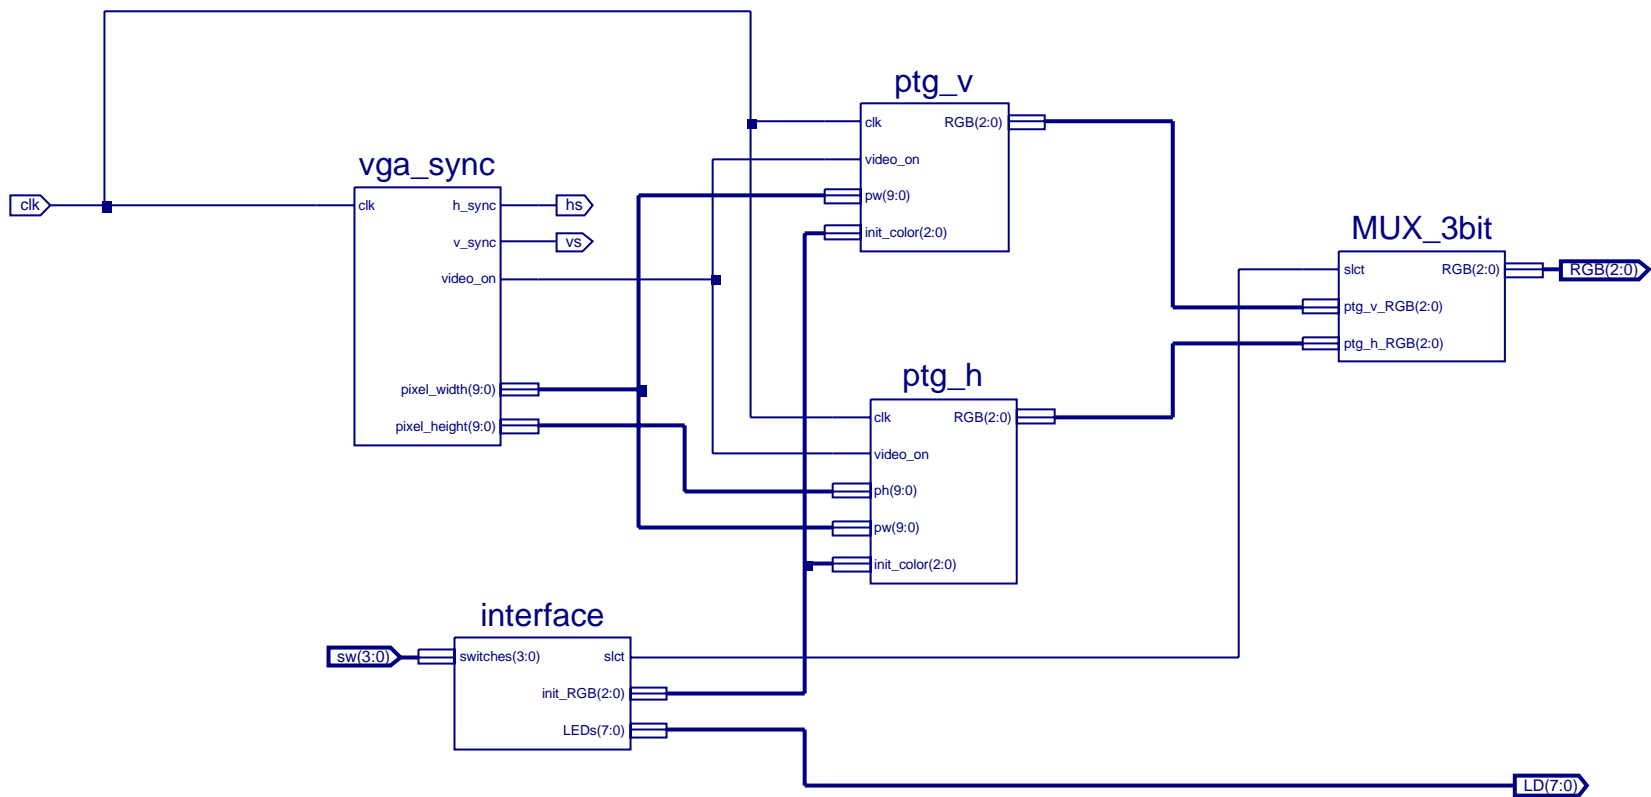 ptg_v
clk
RGB(2:0)
video_on
pw(9:0)
init_color(2:0)
vga_sync
clk
clk
h_sync
hs
v_sync
vs
video_on
pixel_width(9:0)
pixel_height(9:0)
MUX_3bit
slct
RGB(2:0)
RGB(2:0)
ptg_v_RGB(2:0)
ptg_h_RGB(2:0)
ptg_h
clk
RGB(2:0)
video_on
ph(9:0)
pw(9:0)
init_color(2:0)
interface
sw(3:0)
switches(3:0)
slct
init_RGB(2:0)
LEDs(7:0)
LD(7:0)